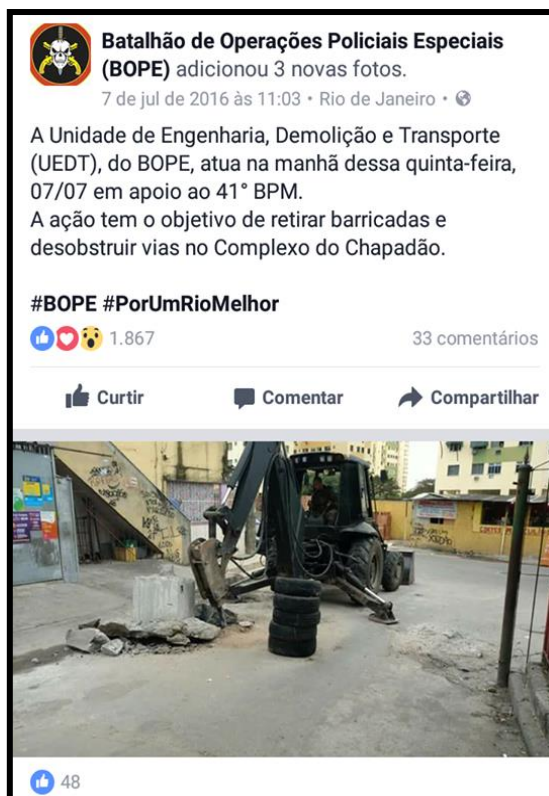 Batalhão de Operações Policiais Especiais
(BOPE) adicionou 3 novas fotos.
7 de jul de 2016 às 11:03 • Rio de Janeiro •
A Unidade de Engenharia, Demolição e Transporte
(UEDT), do BOPE, atua na manhã dessa quinta-feira,
07/07 em apoio ao 41° BPM.
A ação tem o objetivo de retirar barricadas e
desobstruir vias no Complexo do Chapadão.
#BOPE #PorUmRioMelhor
1.867 33 comentários
Curtir Comentar Compartilhar
48